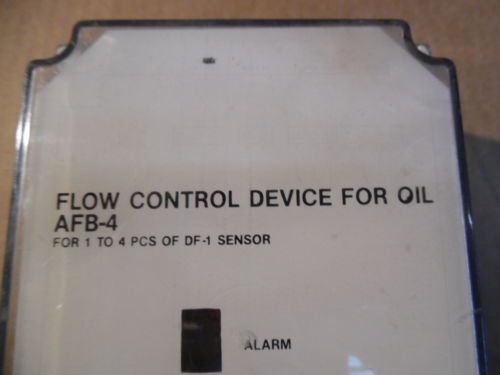 FLOW CONTROL DEVICE FOR OIL
AFB-4
FOR 1 TO 4 PCS OF DF-1 SENSOR
ALARM